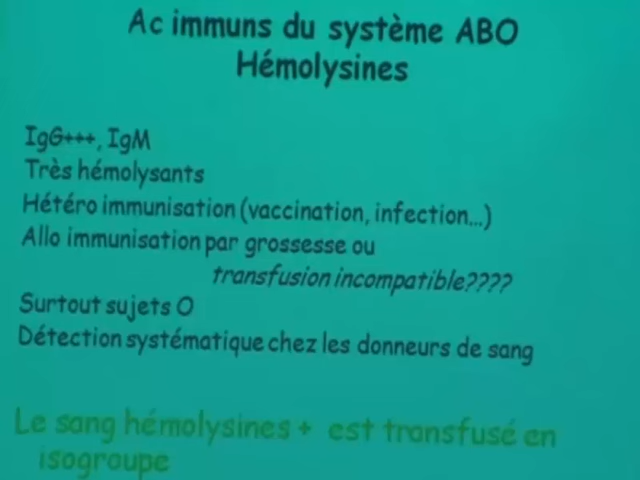 Ac immuns du système ABO
Hémolysines
IgG+++, IgM
Très hémolysants
Hétéro immunisation (vaccination, infection...)
Allo immunisation par grossesse ou
transfusion incompatible????
Surtout sujets O
Détection systématique chez les donneurs de sang
Le sang hémolysines + est transfusé en
isogroupe